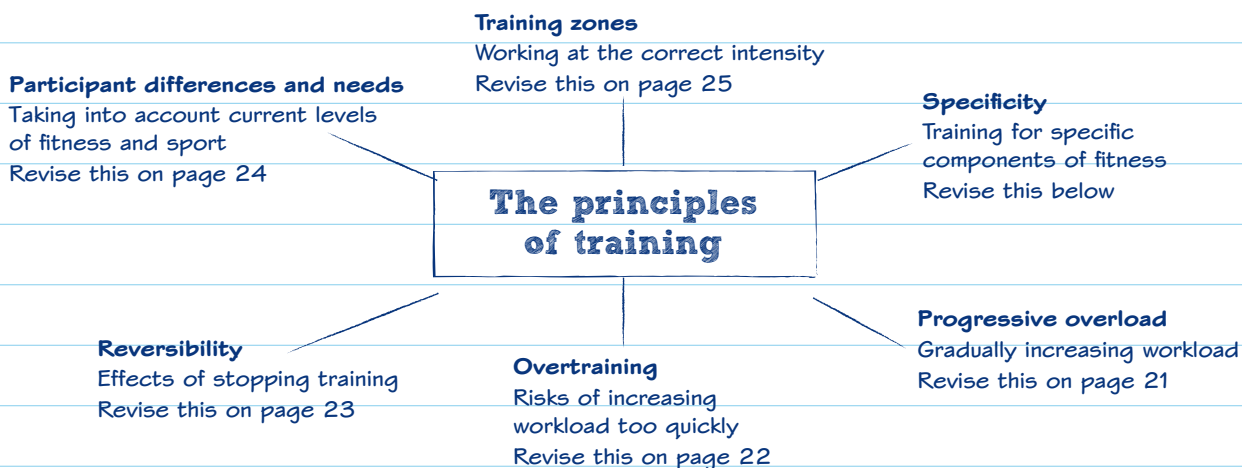 Training zones
Working at the correct intensity
Revise this on page 25
Participant differences and needs
Taking into account current levels
of fitness and sport
Revise this on page 24
Specificity
Training for specific
components of fitness
Revise this below
The principles
of training
Reversibility
Effects of stopping training
Revise this on page 23
Overtraining
Risks of increasing
workload too quickly
Revise this on page 22
Progressive overload
Gradually increasing workload
Revise this on page 21